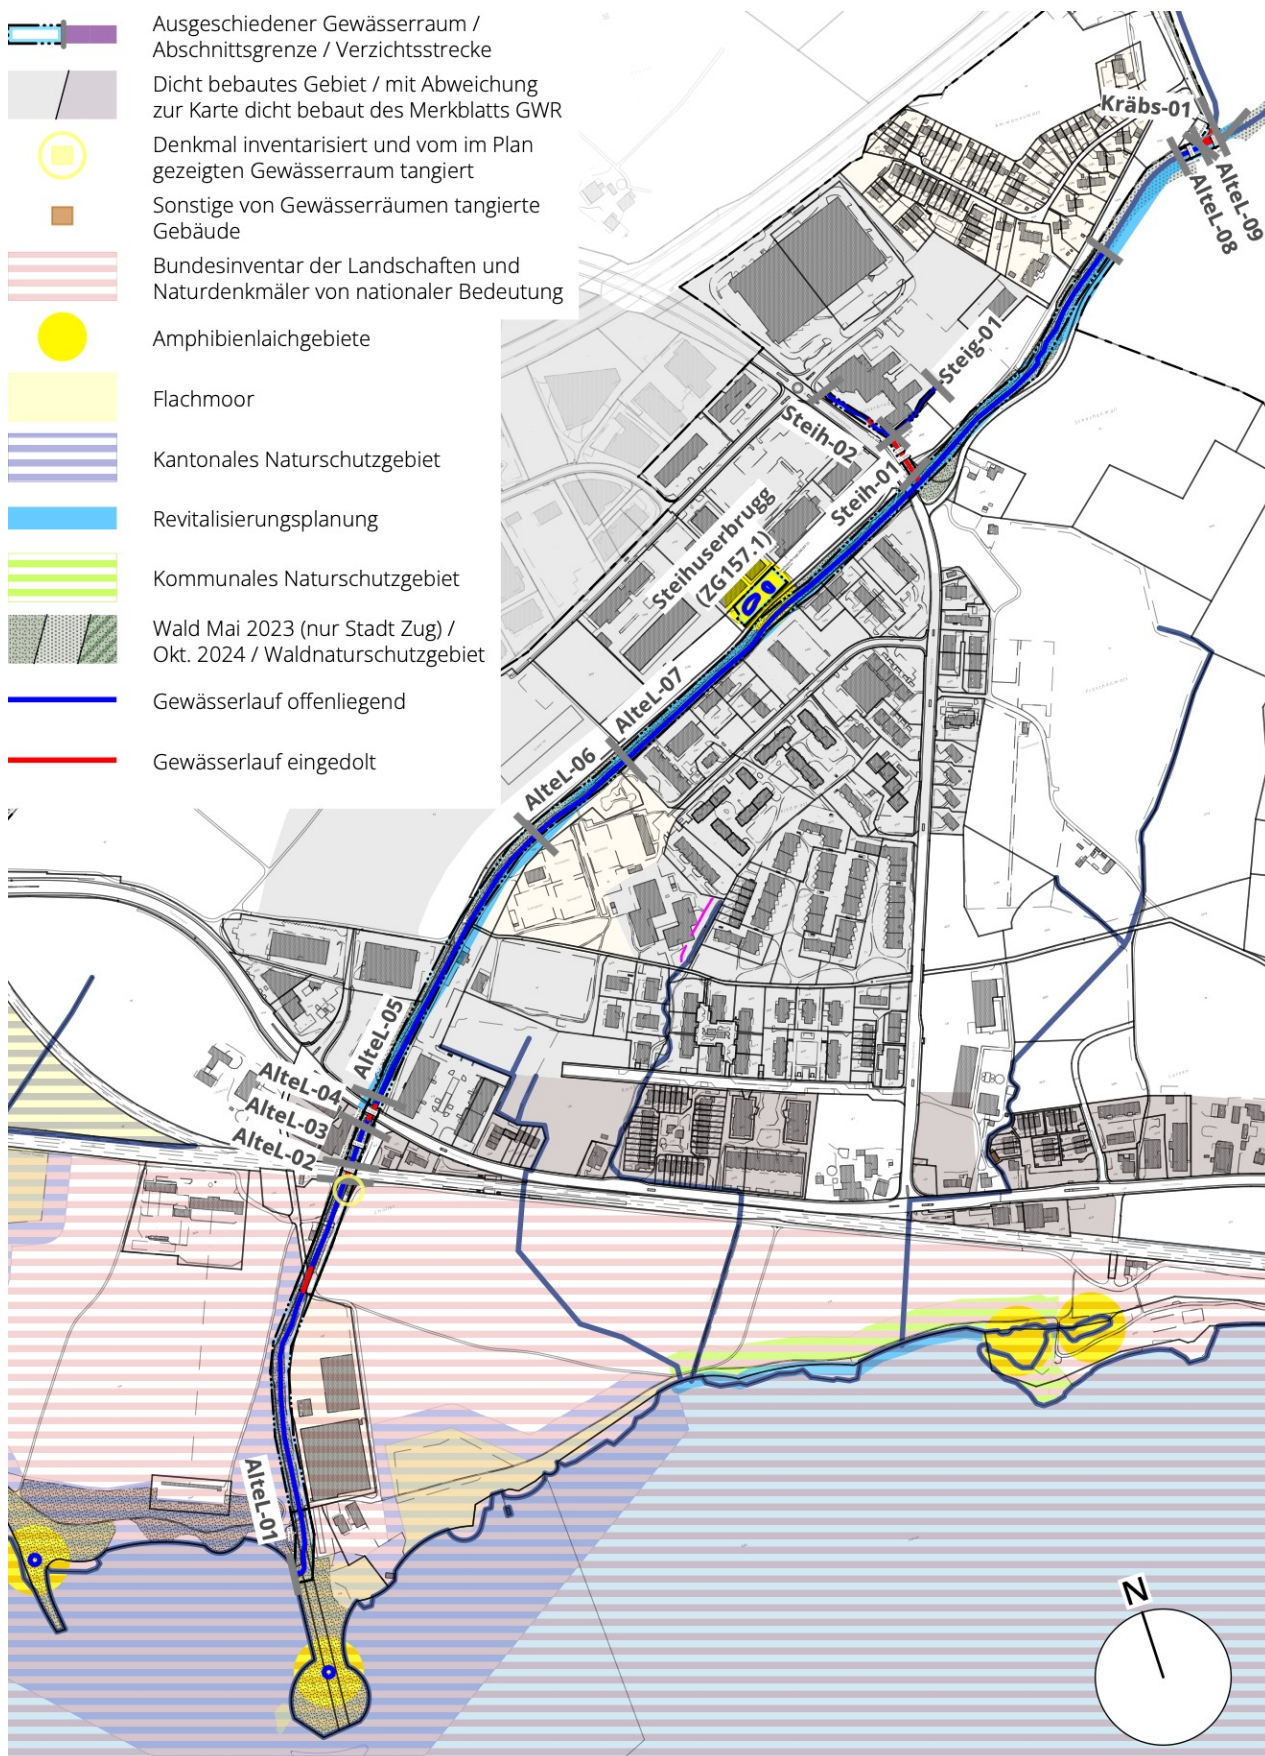 Ausgeschiedener Gewässerraum /
Abschnittsgrenze / Verzichtsstrecke
Dicht bebautes Gebiet / mit Abweichung
zur Karte dicht bebaut des Merkblatts GWR
Denkmal inventarisiert und vom im Plan
gezeigten Gewässerraum tangiert
Sonstige von Gewässerräumen tangierte
Gebäude
Bundesinventar der Landschaften und
Naturdenkmäler von nationaler Bedeutung
Amphibienlaichgebiete
Flachmoor
Kantonales Naturschutzgebiet
Revitalisierungsplanung
Kommunales Naturschutzgebiet
Wald Mai 2023 (nur Stadt Zug) /
Okt. 2024 / Waldnaturschutzgebiet
Gewässerlauf offenliegend
Gewässerlauf eingedolt
Kräbs-01
AlteL-09
AlteL-08
Steig-01
Steih-02
Steih-01
Steihuserbrugg
(ZG157.1)
AlteL-07
AlteL-06
AlteL-05
AlteL-04
AlteL-03
AlteL-02
AlteL-01
N